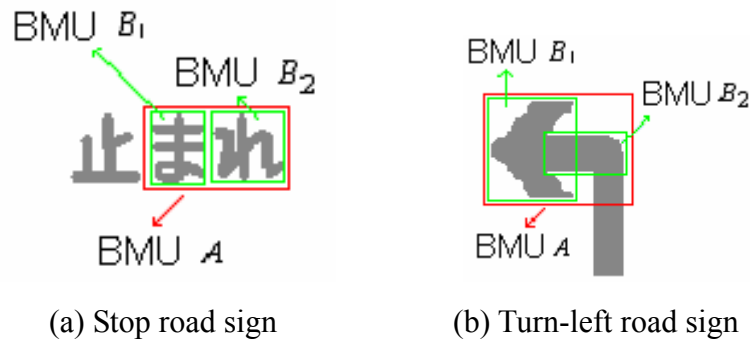 BMU B₁
BMU B₂
止まれ
BMU A
(a) Stop road sign
BMU B₁
BMU B₂
BMU A
(b) Turn-left road sign